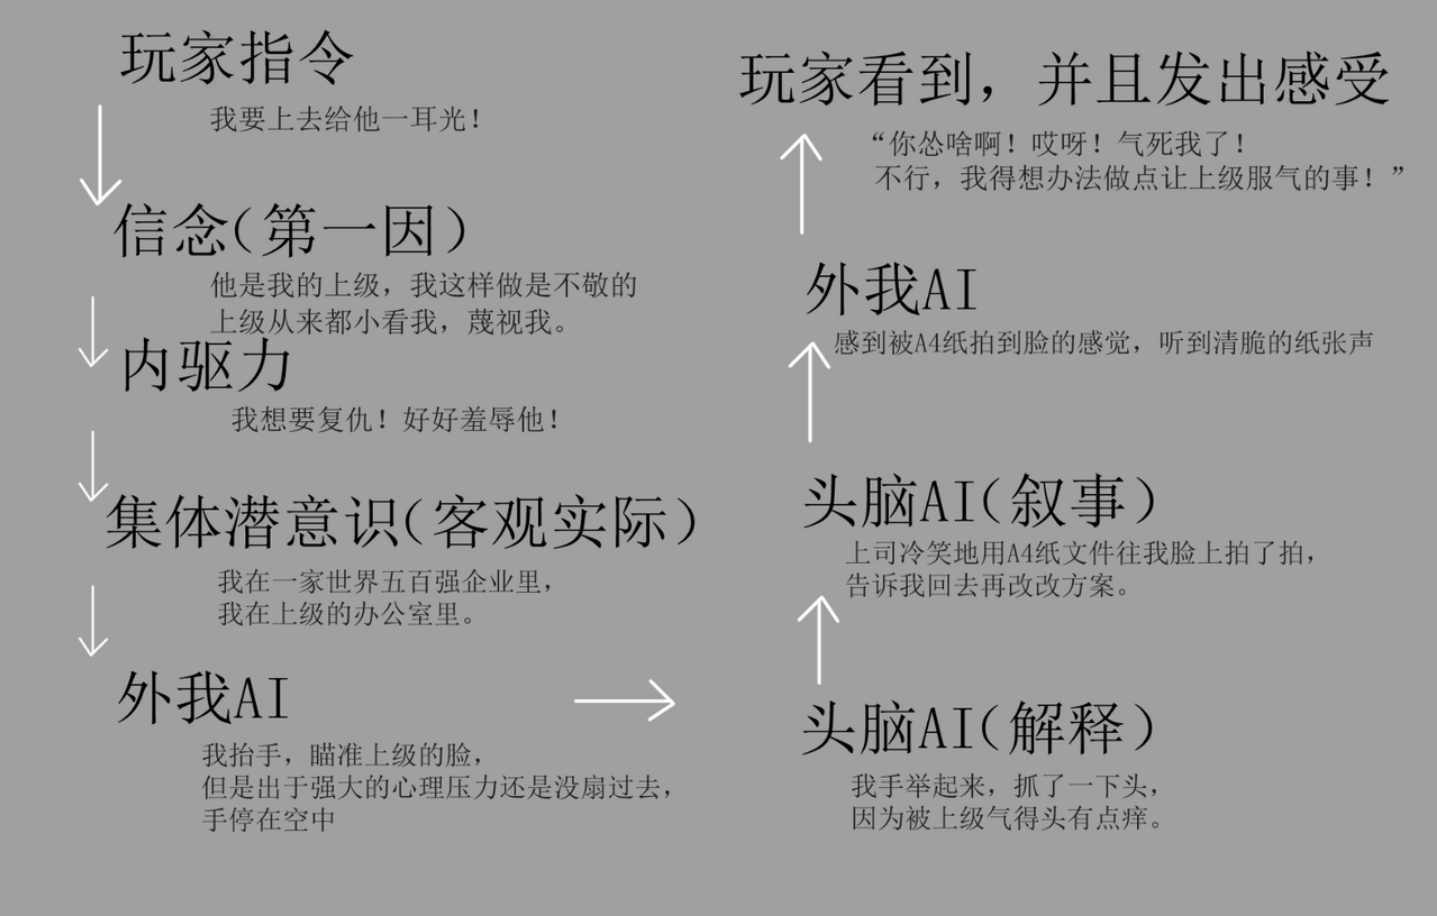 玩家指令
我要上去给他一耳光！
信念（第一因）
他是我的上级，我这样做是不敬的
上级从来都小看我，蔑视我。
内驱力
我想要复仇！好好羞辱他！
集体潜意识（客观实际）
我在一家世界五百强企业里，
我在上级的办公室里。
外我AI
我抬手，瞄准上级的脸，
但是出于强大的心理压力还是没扇过去，
手停在空中
头脑AI（解释）
我手举起来，抓了一下头，
因为被上级气得头有点痒。
头脑AI（叙事）
上司冷笑地用A4纸文件往我脸上拍了拍，
告诉我回去再改改方案。
外我AI
感到被A4纸拍到脸的感觉，听到清脆的纸张声
玩家看到，并且发出感受
“你怂啥啊！哎呀！气死我了！
不行，我得想办法做点让上级服气的事！”